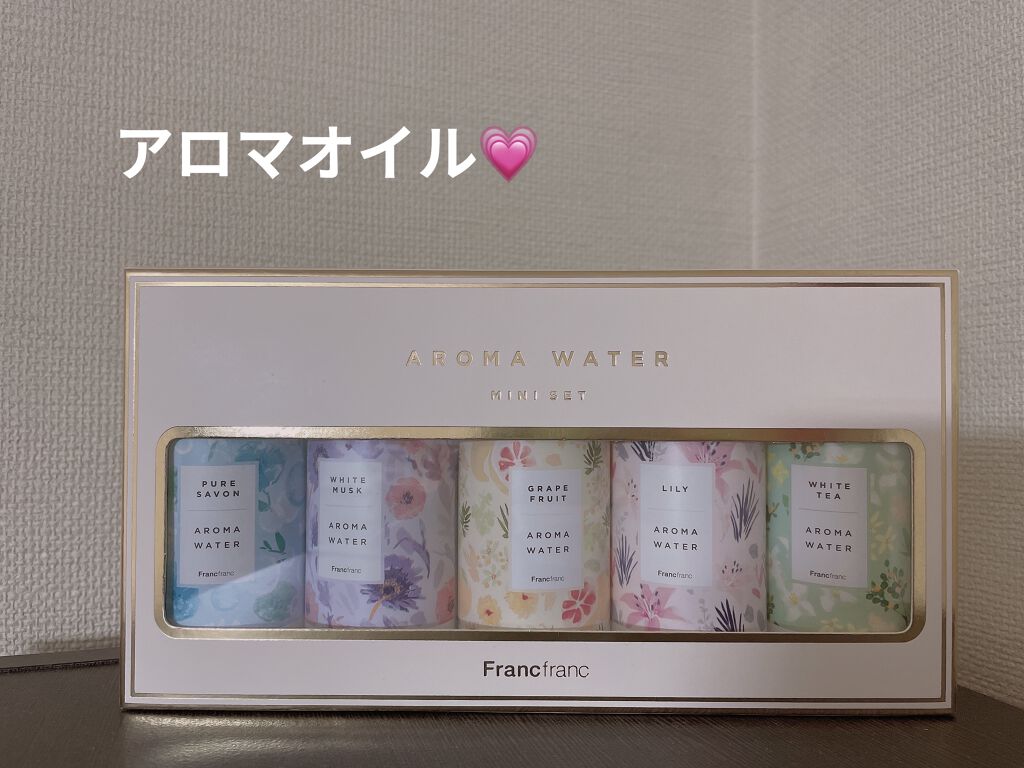 アロマオイル💗
AROMA WATER
MINI SET
PURE
SAVON
AROMA
WATER
Francfranc
WHITE
MUSK
AROMA
WATER
Francfranc
GRAPE
FRUIT
AROMA
WATER
Francfranc
LILY
AROMA
WATER
Francfranc
WHITE
TEA
AROMA
WATER
Francfranc
Francfranc